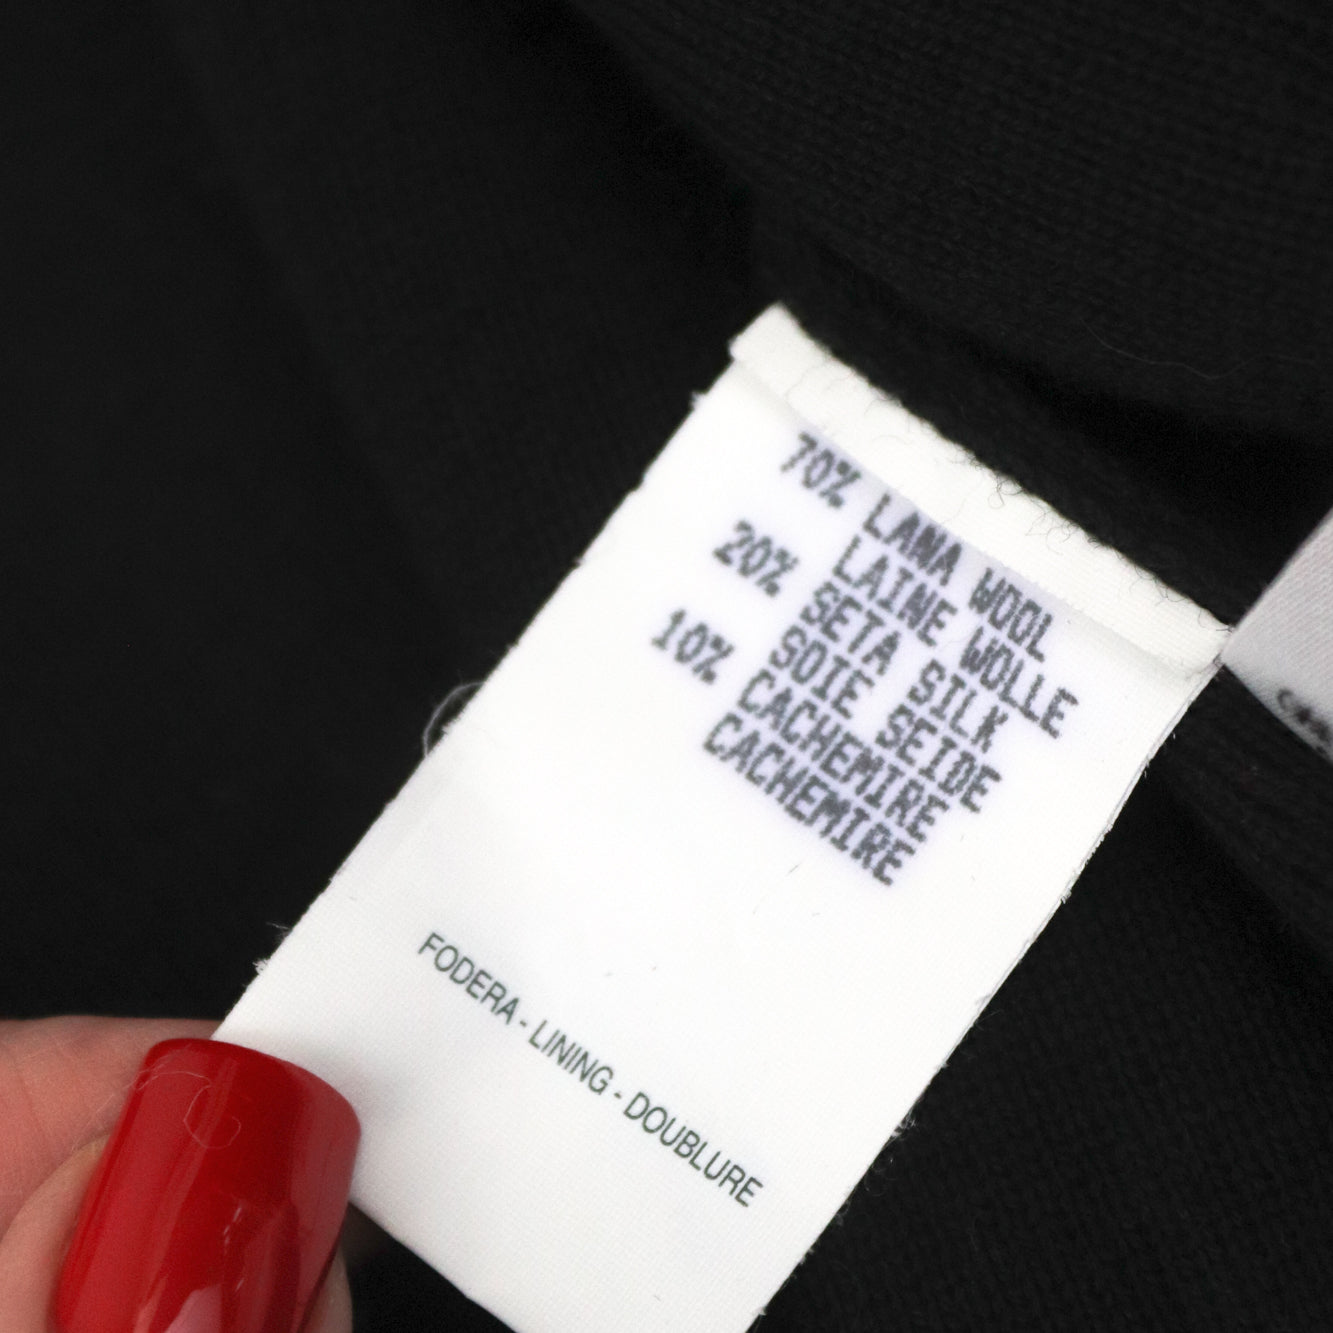 70% LANA WOOL
LAINE WOLLE
20% SETA SILK
SOIE SEIDE
10% CACHEMIRE
CACHEMIRE
FODERA - LINING - DOUBLURE